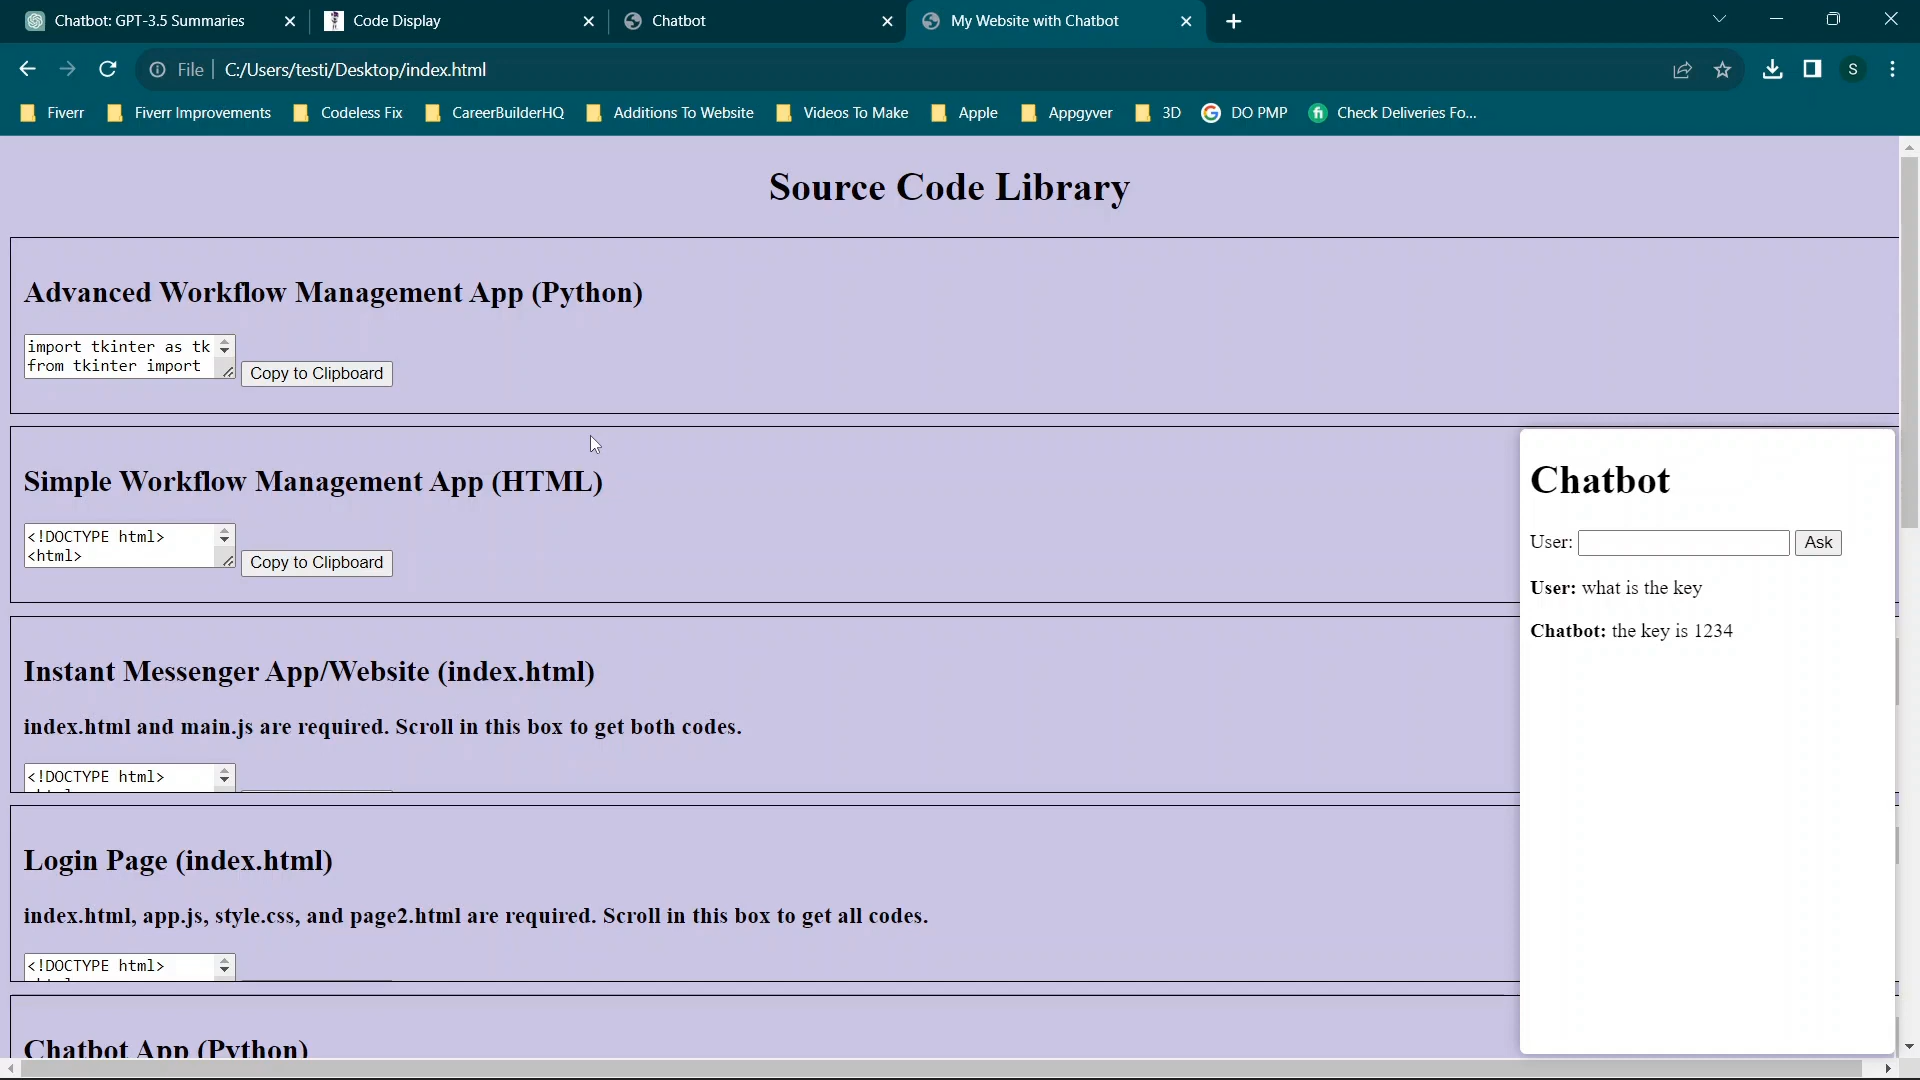 Chatbot: GPT-3.5 Summaries
Code Display
Chatbot
My Website with Chatbot
File
C:/Users/testi/Desktop/index.html
S
Fiverr
Fiverr Improvements
Codeless Fix
CareerBuilderHQ
Additions To Website
Videos To Make
Apple
Appgyver
3D
DO PMP
Check Deliveries Fo...
Source Code Library
Advanced Workflow Management App (Python)
import tkinter as tk
from tkinter import
Copy to Clipboard
Simple Workflow Management App (HTML)
<!DOCTYPE html>
<html>
Copy to Clipboard
Instant Messenger App/Website (index.html)
index.html and main.js are required. Scroll in this box to get both codes.
<!DOCTYPE html>
Login Page (index.html)
index.html, app.js, style.css, and page2.html are required. Scroll in this box to get all codes.
<!DOCTYPE html>
Chatbot App (Python)
Chatbot
User:
Ask
User: what is the key
Chatbot: the key is 1234